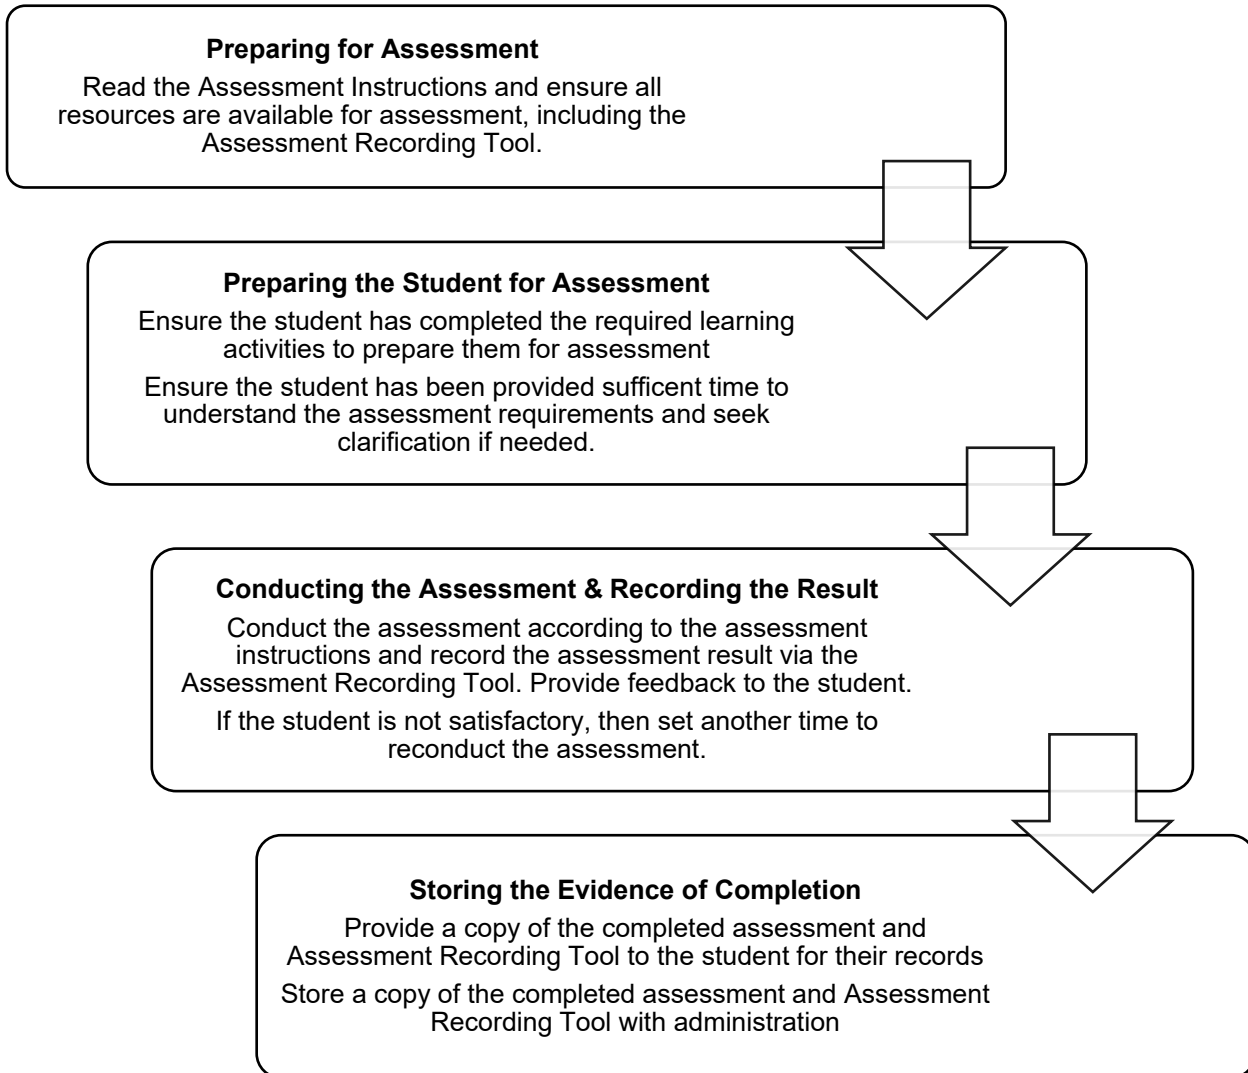 Preparing for Assessment
Read the Assessment Instructions and ensure all
resources are available for assessment, including the
Assessment Recording Tool.
Preparing the Student for Assessment
Ensure the student has completed the required learning
activities to prepare them for assessment
Ensure the student has been provided sufficent time to
understand the assessment requirements and seek
clarification if needed.
Conducting the Assessment & Recording the Result
Conduct the assessment according to the assessment
instructions and record the assessment result via the
Assessment Recording Tool. Provide feedback to the student.
If the student is not satisfactory, then set another time to
reconduct the assessment.
Storing the Evidence of Completion
Provide a copy of the completed assessment and
Assessment Recording Tool to the student for their records
Store a copy of the completed assessment and Assessment
Recording Tool with administration